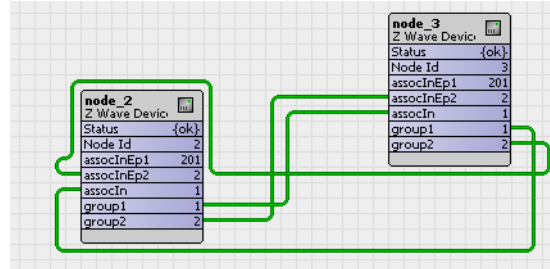 node_3
Z Wave Devic
Status {ok}
Node Id 3
assocInEp1 201
assocInEp2 2
assocIn 1
group1 1
group2 2
node_2
Z Wave Devic
Status {ok}
Node Id 2
assocInEp1 201
assocInEp2 2
assocIn 1
group1 1
group2 2